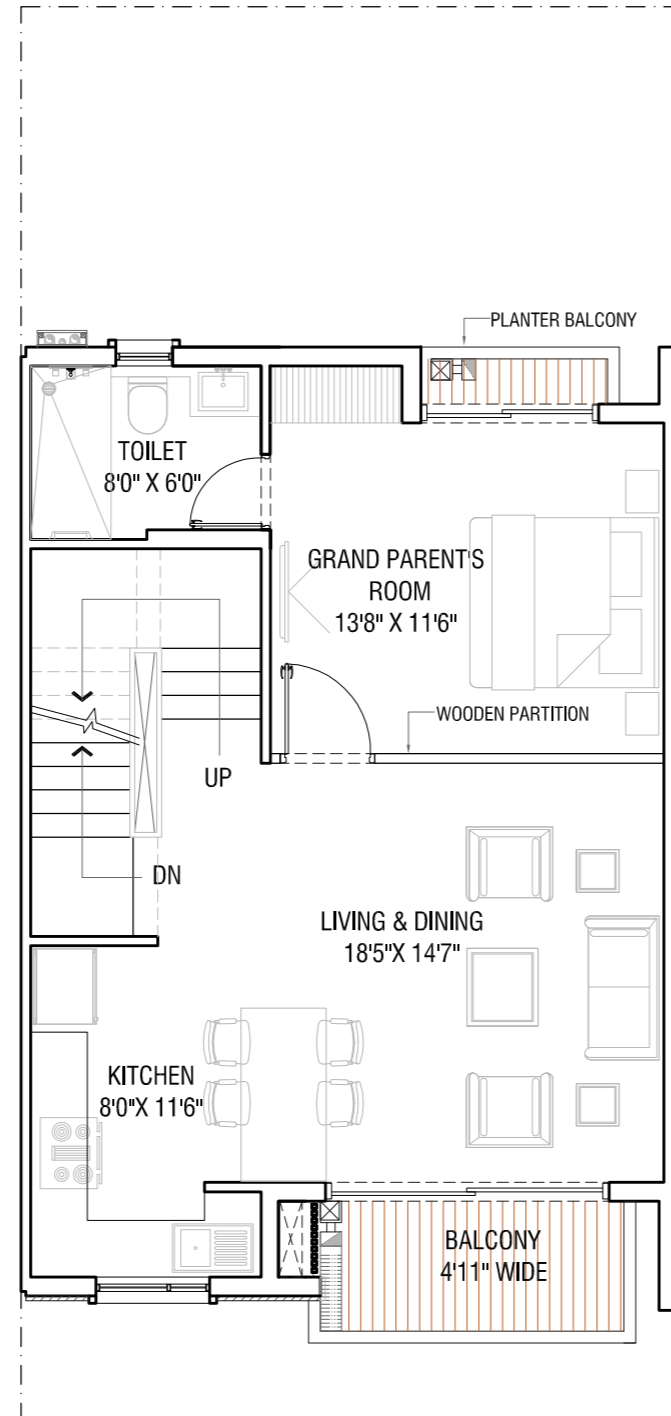 PLANTER BALCONY
TOILET
8'0" X 6'0"
GRAND PARENT'S
ROOM
13'8" X 11'6"
WOODEN PARTITION
UP
DN
LIVING & DINING
18'5"X 14'7"
KITCHEN
8'0"X 11'6"
BALCONY
4'11" WIDE